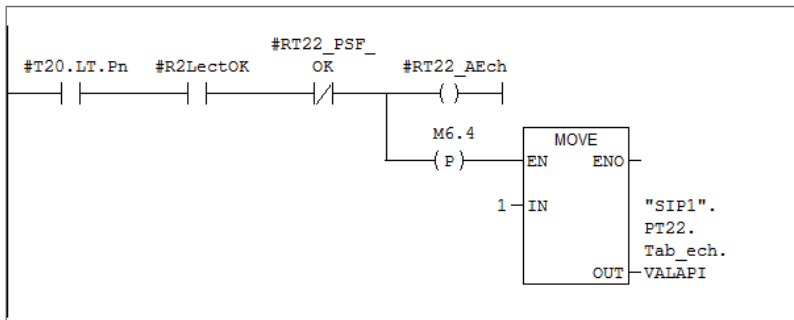 #RT22_PSF_
#T20.LT.Pn #R2LectOK OK #RT22_AEch
M6.4
MOVE
P EN ENO
1 IN "SIP1".
PT22.
Tab_ech.
OUT VALAPI